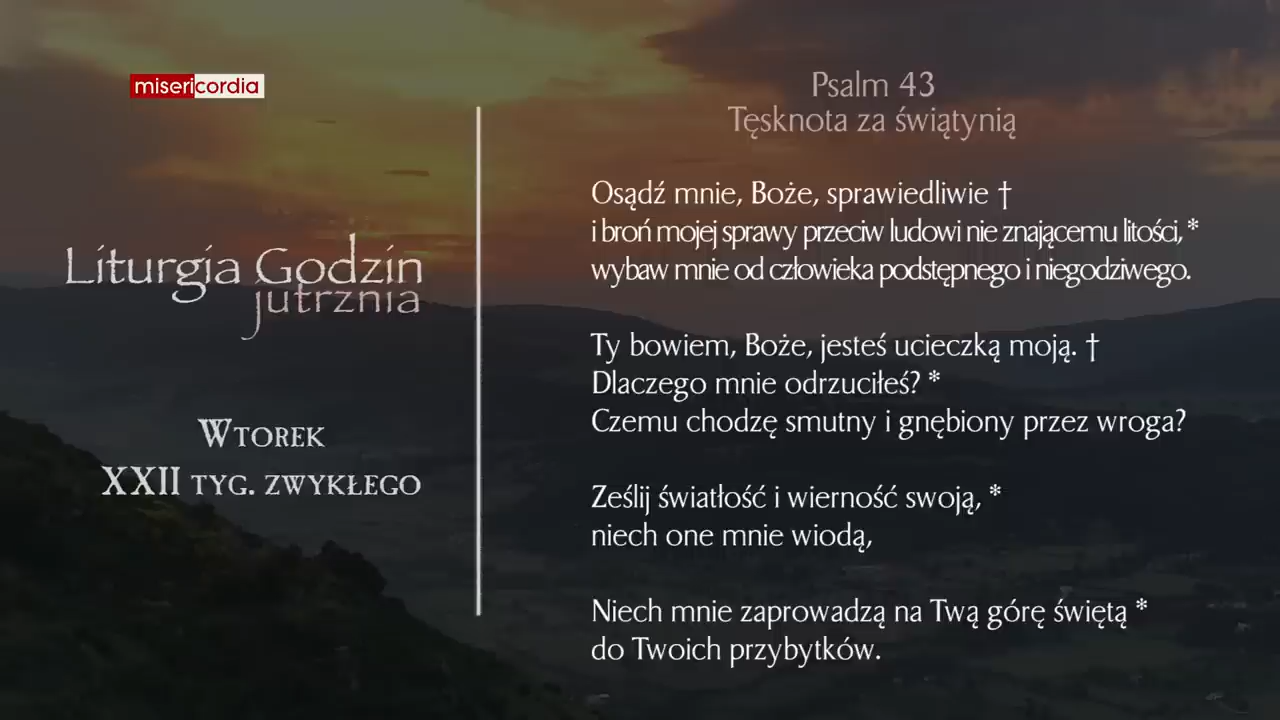 misericordia
Liturgia Godzin
jutrznia
Wtorek
XXII tyg. zwykłego
Psalm 43
Tęsknota za świątynią
Osądź mnie, Boże, sprawiedliwie †
i broń mojej sprawy przeciw ludowi nie znającemu litości, *
wybaw mnie od człowieka podstępnego i niegodziwego.
Ty bowiem, Boże, jesteś ucieczką moją. †
Dlaczego mnie odrzuciłeś? *
Czemu chodzę smutny i gnębiony przez wroga?
Ześlij światłość i wierność swoją, *
niech one mnie wiodą,
Niech mnie zaprowadzą na Twą górę świętą *
do Twoich przybytków.